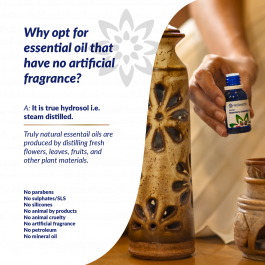 Why opt for
essential oil that
have no artificial
fragrance?
A: It is true hydrosol i.e.
steam distilled.
Truly natural essentail oils are
produced by distilling fresh
flowers, leaves, fruits, and
other plant materials.
No parabens
No sulphates/SLS
No silicones
No animal by products
No animal cruelty
No artificial fragrance
No petroleum
No mineral oil